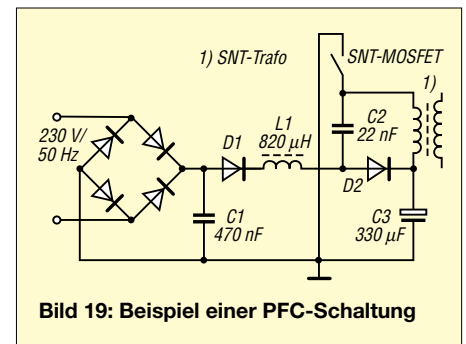 1) SNT-Trafo
SNT-MOSFET
1)
230 V/
50 Hz
D1
L1
820 µH
C2
22 nF
D2
C1
470 nF
C3
330 µF
Bild 19: Beispiel einer PFC-Schaltung